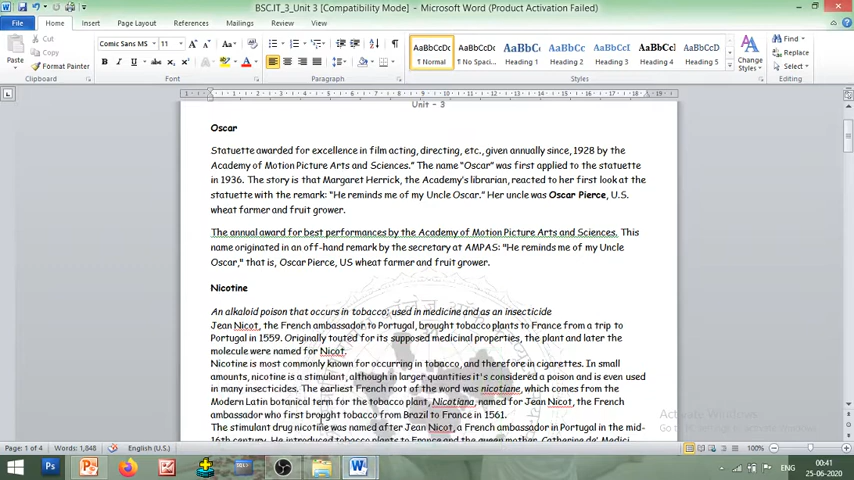 BSC.IT_3_Unit 3 [Compatibility Mode] - Microsoft Word (Product Activation Failed)
File Home Insert Page Layout References Mailings Review View
Cut
Copy
Format Painter
Paste
Clipboard
Comic Sans MS 11
Font
Paragraph
AaBbCcDc AaBbCcDc AaBbC AaBbCc AaBbCcI AaBbCc AaBbCcD
¶ Normal ¶ No Spaci... Heading 1 Heading 2 Heading 3 Heading 4 Heading 5
Change Styles
Styles
Find
Replace
Select
Editing
Unit – 3
Oscar
Statuette awarded for excellence in film acting, directing, etc., given annually since, 1928 by the
Academy of Motion Picture Arts and Sciences.” The name “Oscar” was first applied to the statuette
in 1936. The story is that Margaret Herrick, the Academy’s librarian, reacted to her first look at the
statuette with the remark: “He reminds me of my Uncle Oscar.” Her uncle was Oscar Pierce, U.S.
wheat farmer and fruit grower.
The annual award for best performances by the Academy of Motion Picture Arts and Sciences. This
name originated in an off-hand remark by the secretary at AMPAS: "He reminds me of my Uncle
Oscar," that is, Oscar Pierce, US wheat farmer and fruit grower.
Nicotine
An alkaloid poison that occurs in tobacco; used in medicine and as an insecticide
Jean Nicot, the French ambassador to Portugal, brought tobacco plants to France from a trip to
Portugal in 1559. Originally touted for its supposed medicinal properties, the plant and later the
molecule were named for Nicot.
Nicotine is most commonly known for occurring in tobacco, and therefore in cigarettes. In small
amounts, nicotine is a stimulant, although in larger quantities it's considered a poison and is even used
in many insecticides. The earliest French root of the word was nicotiane, which comes from the
Modern Latin botanical term for the tobacco plant, Nicotiana, named for Jean Nicot, the French
ambassador who first brought tobacco from Brazil to France in 1561.
The stimulant drug nicotine was named after Jean Nicot, a French ambassador in Portugal in the mid-
16th century. He introduced tobacco plants to France and the queen mother, Catherine de' Medici
Activate Windows
Page: 1 of 4 Words: 1,848 English (U.S.) 100%
ENG
00:41
25-06-2020